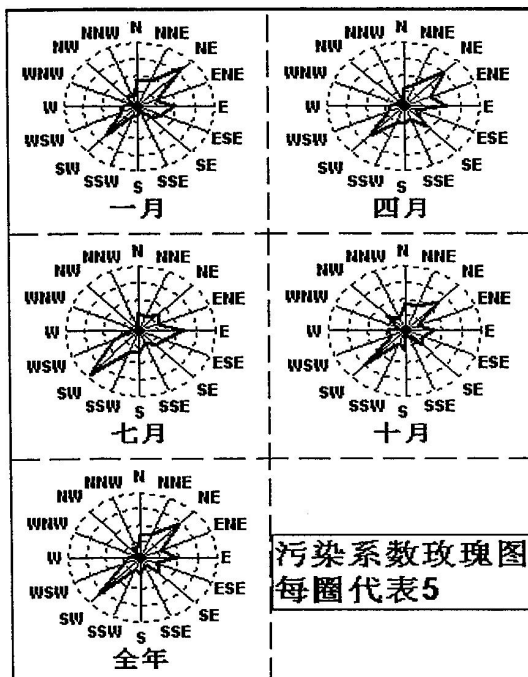 N
NNW NNE
NW NE
WNW ENE
W E
WSW ESE
SW SE
SSW SSE
S
一月
N
NNW NNE
NW NE
WNW ENE
W E
WSW ESE
SW SE
SSW SSE
S
四月
N
NNW NNE
NW NE
WNW ENE
W E
WSW ESE
SW SE
SSW SSE
S
七月
N
NNW NNE
NW NE
WNW ENE
W E
WSW ESE
SW SE
SSW SSE
S
十月
N
NNW NNE
NW NE
WNW ENE
W E
WSW ESE
SW SE
SSW SSE
S
全年
污染系数玫瑰图
每圈代表5